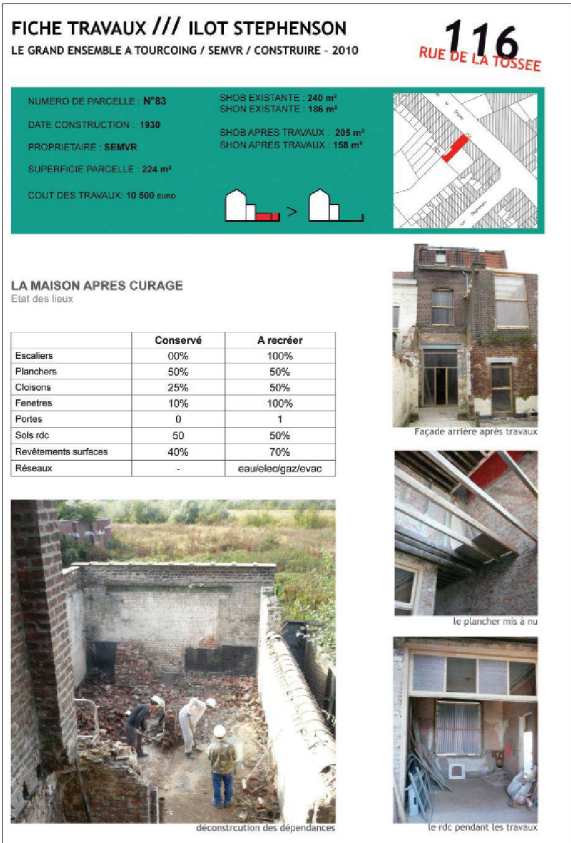 FICHE TRAVAUX /// ILOT STEPHENSON
LE GRAND ENSEMBLE A TOURCOING / SEMVR / CONSTRUIRE - 2010
116
RUE DE LA TOSSEE
NUMERO DE PARCELLE : N°83
DATE CONSTRUCTION : 1930
PROPRIETAIRE : SEMVR
SUPERFICIE PARCELLE : 224 m²
COUT DES TRAVAUX: 10 500 EURO
SHOB EXISTANTE : 240 m²
SHON EXISTANTE : 186 m²
SHOB APRES TRAVAUX : 205 m²
SHON APRES TRAVAUX : 158 m²
>
LA MAISON APRES CURAGE
Etat des lieux
Conservé A recréer
Escaliers 00% 100%
Planchers 50% 50%
Cloisons 25% 50%
Fenetres 10% 100%
Portes 0 1
Sols rdc 50 50%
Revêtements surfaces 40% 70%
Réseaux - eau/elec/gaz/evac
Façade arrière après travaux
le plancher mis à nu
déconstrcution des dépendances
le rdc pendant les travaux